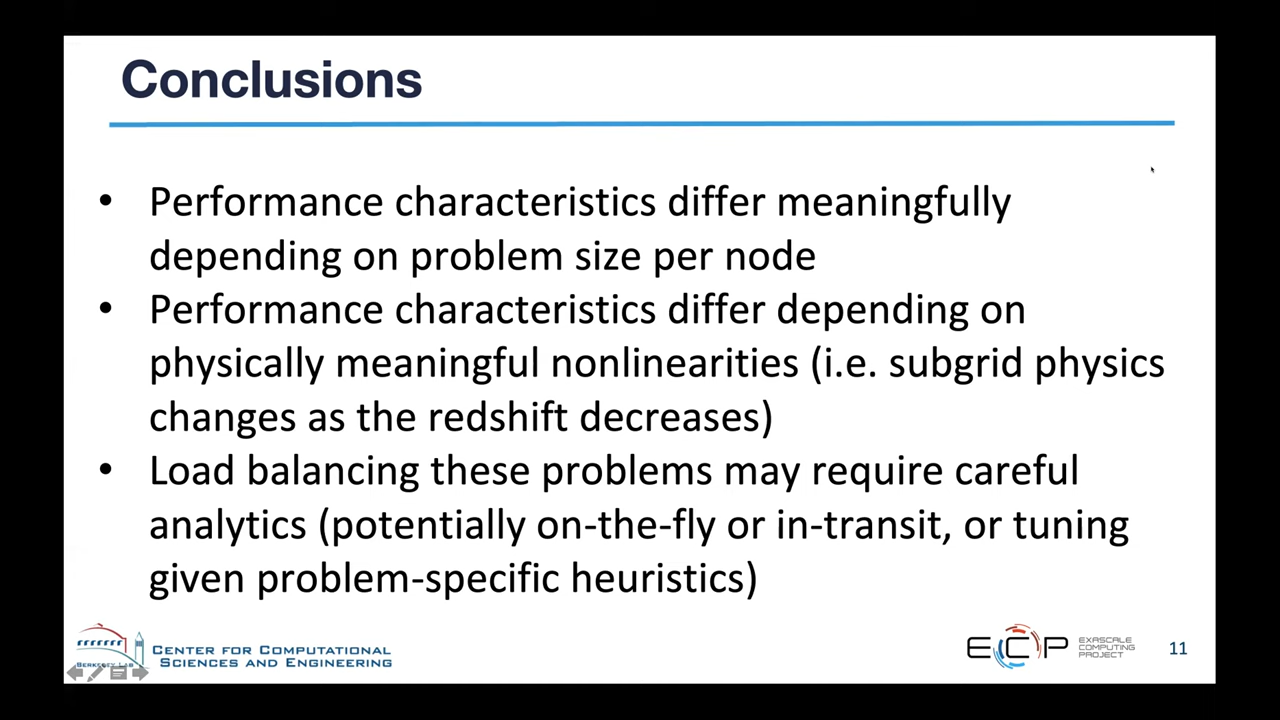 Conclusions
• Performance characteristics differ meaningfully
depending on problem size per node
• Performance characteristics differ depending on
physically meaningful nonlinearities (i.e. subgrid physics
changes as the redshift decreases)
• Load balancing these problems may require careful
analytics (potentially on-the-fly or in-transit, or tuning
given problem-specific heuristics)
BERKELEY LAB
CENTER FOR COMPUTATIONAL
SCIENCES AND ENGINEERING
ECP
EXASCALE
COMPUTING
PROJECT
11